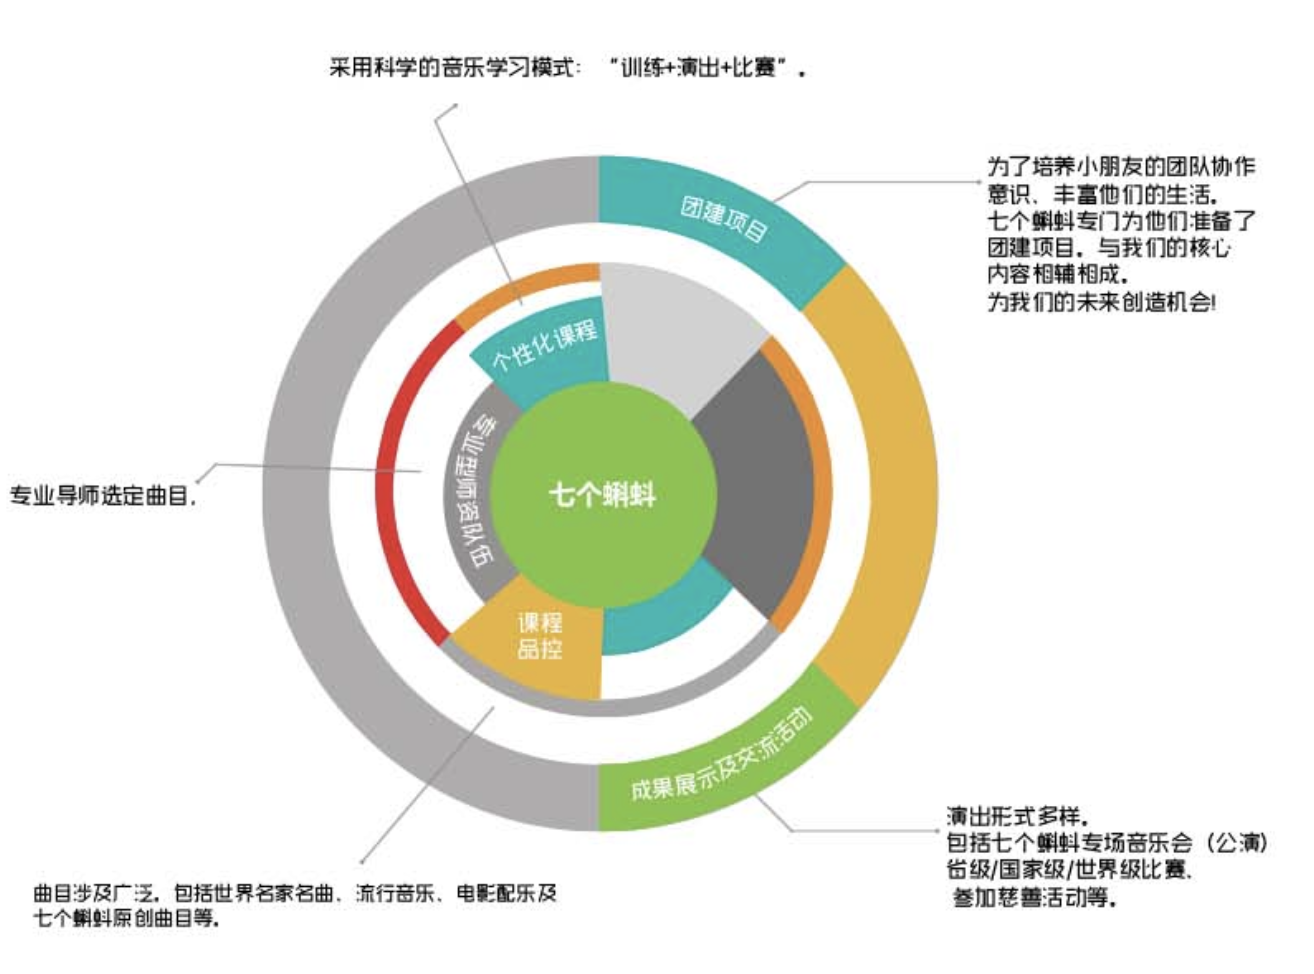 采用科学的音乐学习模式：“训练+演出+比赛”。
为了培养小朋友的团队协作
意识、丰富他们的生活。
七个蝌蚪专门为他们准备了
团建项目。与我们的核心
内容相辅相成。
为我们的未来创造机会!
团建项目
个性化课程
专业型师资队伍
七个蝌蚪
专业导师选定曲目。
课程
品控
成果展示及交流活动
演出形式多样。
包括七个蝌蚪专场音乐会（公演）
省级/国家级/世界级比赛、
参加慈善活动等。
曲目涉及广泛。包括世界名家名曲、流行音乐、电影配乐及
七个蝌蚪原创曲目等。